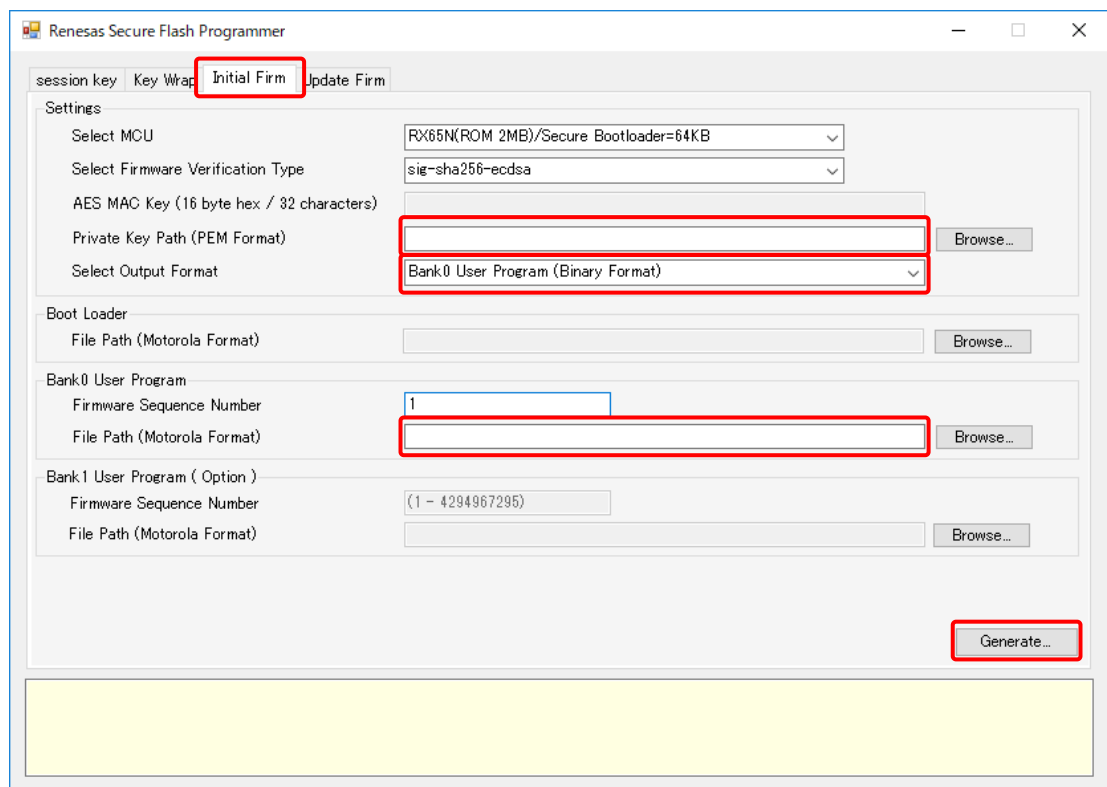 Renesas Secure Flash Programmer
session key Key Wrap Initial Firm Update Firm
Settings
Select MCU RX65N(ROM 2MB)/Secure Bootloader=64KB
Select Firmware Verification Type sig-sha256-ecdsa
AES MAC Key (16 byte hex / 32 characters)
Private Key Path (PEM Format) Browse...
Select Output Format Bank0 User Program (Binary Format)
Boot Loader
File Path (Motorola Format) Browse...
Bank0 User Program
Firmware Sequence Number 1
File Path (Motorola Format) Browse...
Bank1 User Program ( Option )
Firmware Sequence Number (1 - 4294967295)
File Path (Motorola Format) Browse...
Generate...